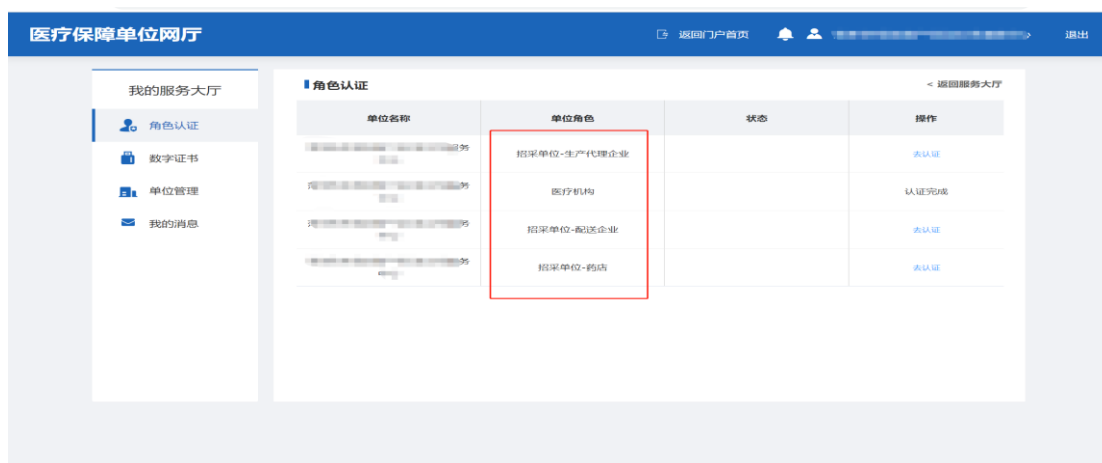 医疗保障单位网厅
返回门户首页
退出
我的服务大厅
角色认证
数字证书
单位管理
我的消息
角色认证
< 返回服务大厅
单位名称 单位角色 状态 操作
务
招采单位-生产代理企业 去认证
务
医疗机构 认证完成
务
招采单位-配送企业 去认证
服务
招采单位-药店 去认证